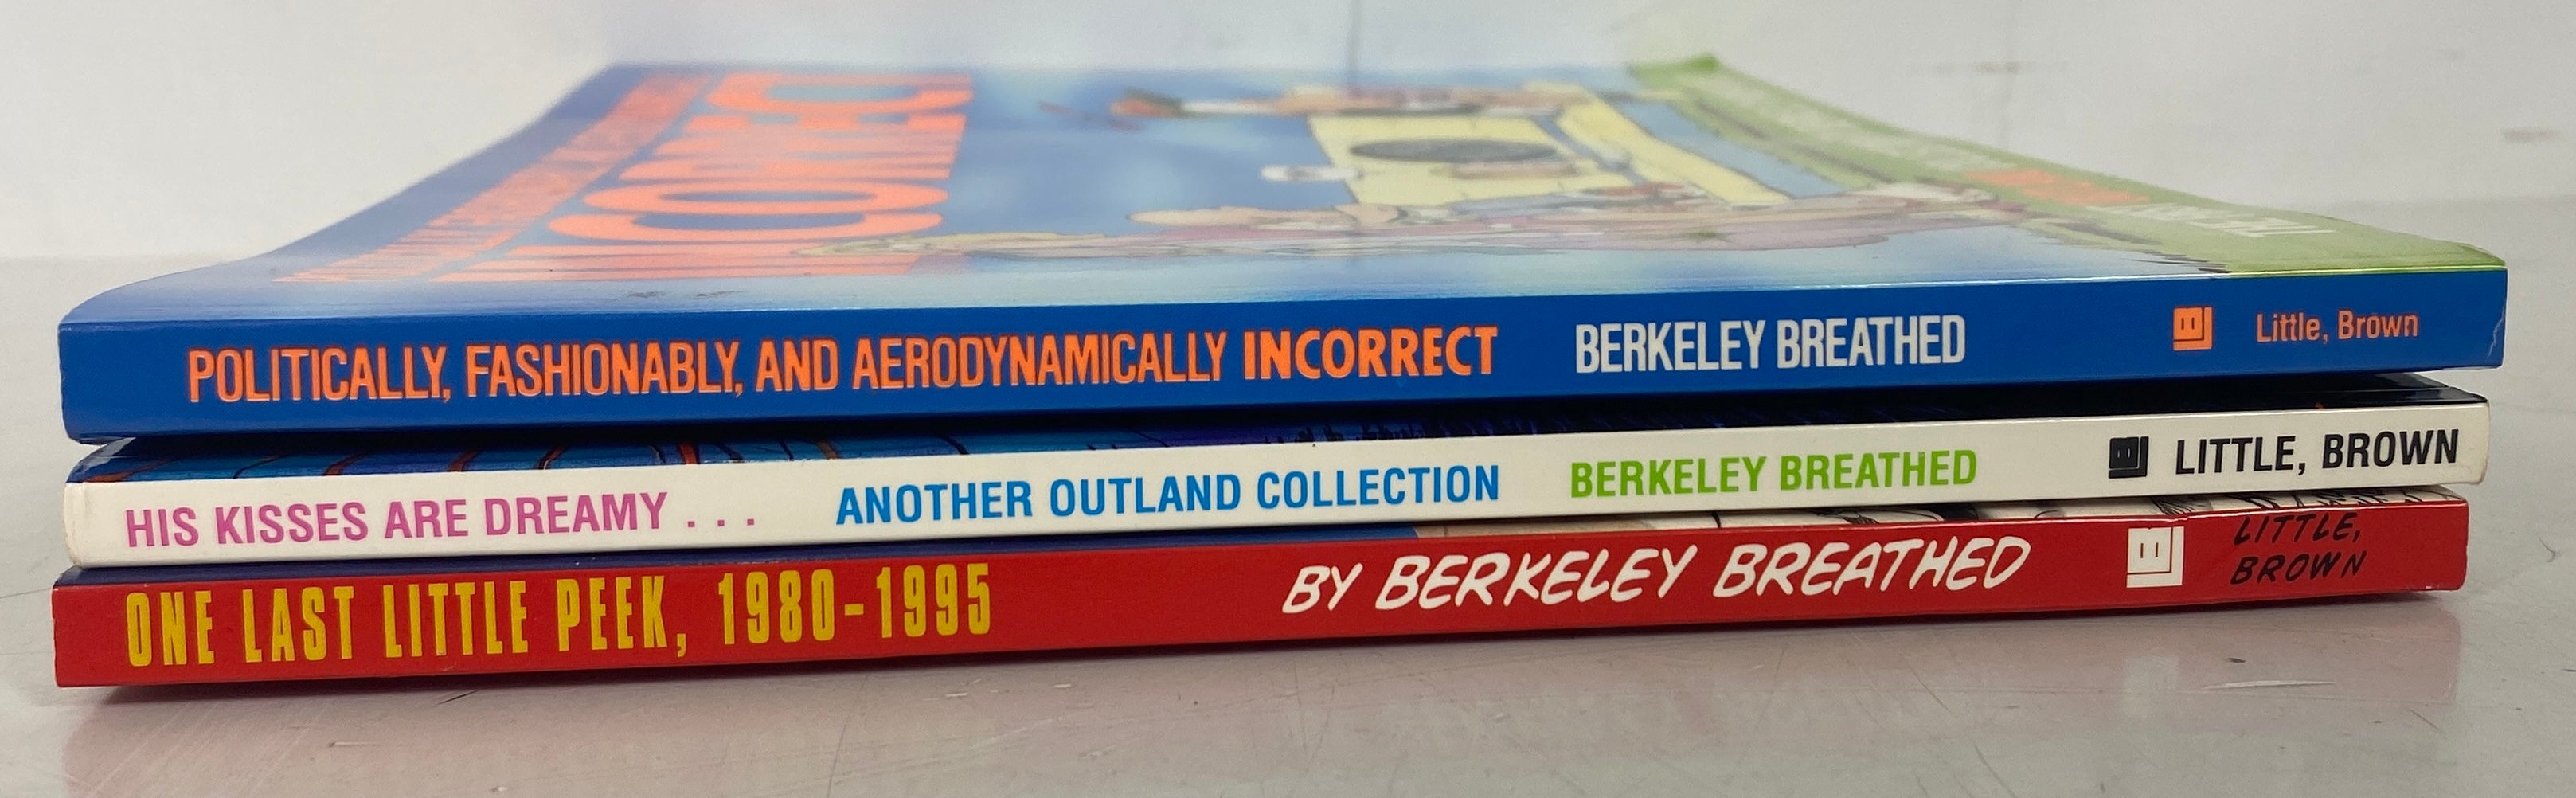 INCORRECT
POLITICALLY, FASHIONABLY, AND AERODYNAMICALLY INCORRECT BERKELEY BREATHED Little, Brown
HIS KISSES ARE DREAMY . . . ANOTHER OUTLAND COLLECTION BERKELEY BREATHED LITTLE, BROWN
ONE LAST LITTLE PEEK, 1980-1995 BY BERKELEY BREATHED LITTLE,
BROWN